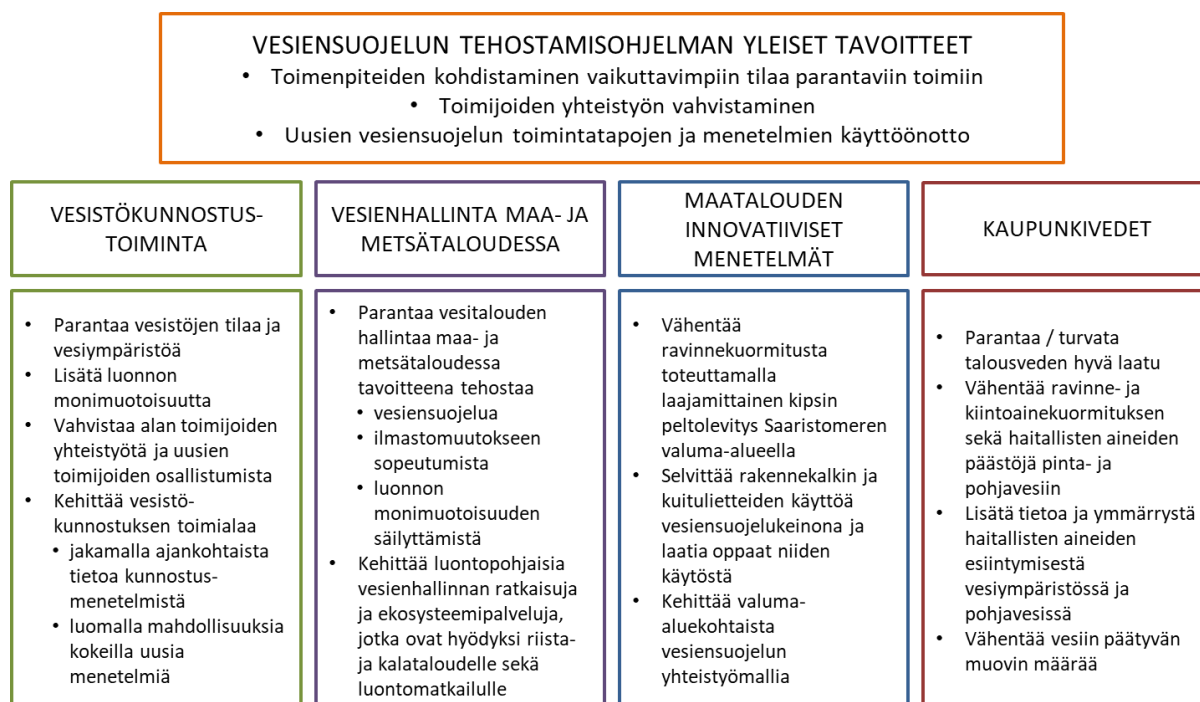 VESIENSUOJELUN TEHOSTAMISOHJELMAN YLEISET TAVOITTEET
• Toimenpiteiden kohdistaminen vaikuttavimpiin tilaa parantaviin toimiin
• Toimijoiden yhteistyön vahvistaminen
• Uusien vesiensuojelun toimintatapojen ja menetelmien käyttöönotto
VESISTÖKUNNOSTUS-
TOIMINTA
• Parantaa vesistöjen tilaa ja
vesiympäristöä
• Lisätä luonnon
monimuotoisuutta
• Vahvistaa alan toimijoiden
yhteistyötä ja uusien
toimijoiden osallistumista
• Kehittää vesistö-
kunnostuksen toimialaa
• jakamalla ajankohtaista
tietoa kunnostus-
menetelmistä
• luomalla mahdollisuuksia
kokeilla uusia
menetelmiä
VESIENHALLINTA MAA- JA
METSÄTALOUDESSA
• Parantaa vesitalouden
hallintaa maa- ja
metsätaloudessa
tavoitteena tehostaa
• vesiensuojelua
• ilmastomuutokseen
sopeutumista
• luonnon
monimuotoisuuden
säilyttämistä
• Kehittää luontopohjaisia
vesienhallinnan ratkaisuja
ja ekosysteemipalveluja,
jotka ovat hyödyksi riista-
ja kalataloudelle sekä
luontomatkailulle
MAATALOUDEN
INNOVATIIVISET
MENETELMÄT
• Vähentää
ravinnekuormitusta
toteuttamalla
laajamittainen kipsin
peltolevitys Saaristomeren
valuma-alueella
• Selvittää rakennekalkin ja
kuitulietteiden käyttöä
vesiensuojelukeinona ja
laatia oppaat niiden
käytöstä
• Kehittää valuma-
aluekohtaista
vesiensuojelun
yhteistyömallia
KAUPUNKIVEDET
• Parantaa / turvata
talousveden hyvä laatu
• Vähentää ravinne- ja
kiintoainekuormituksen
sekä haitallisten aineiden
päästöjä pinta- ja
pohjavesiin
• Lisätä tietoa ja ymmärrystä
haitallisten aineiden
esiintymisestä
vesiympäristössä ja
pohjavesissä
• Vähentää vesiin päätyvän
muovin määrää